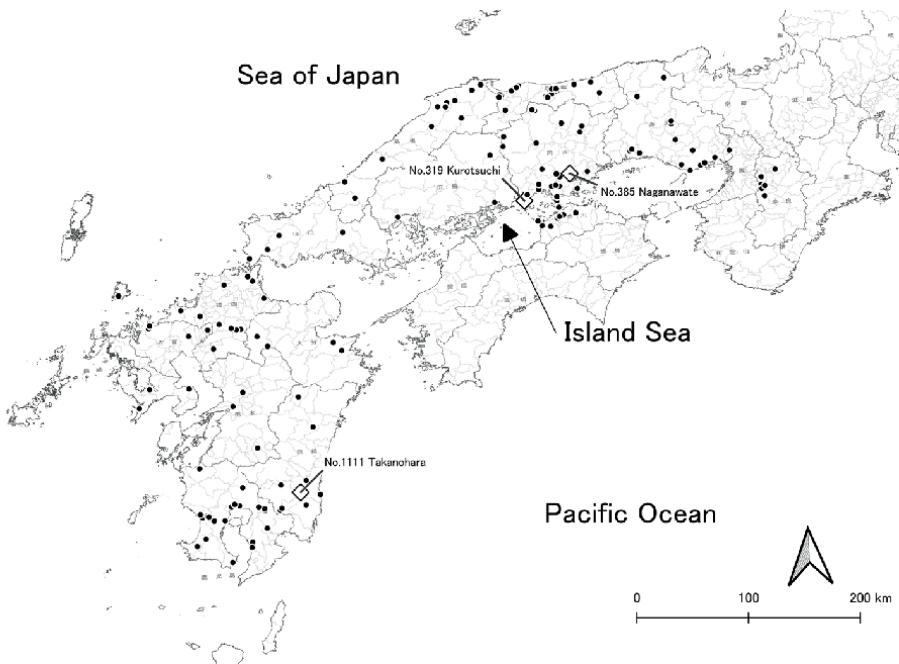 Sea of Japan
No.319 Kurotsuchi
No.385 Naganawate
Island Sea
No.1111 Takanohara
Pacific Ocean
0 100 200 km